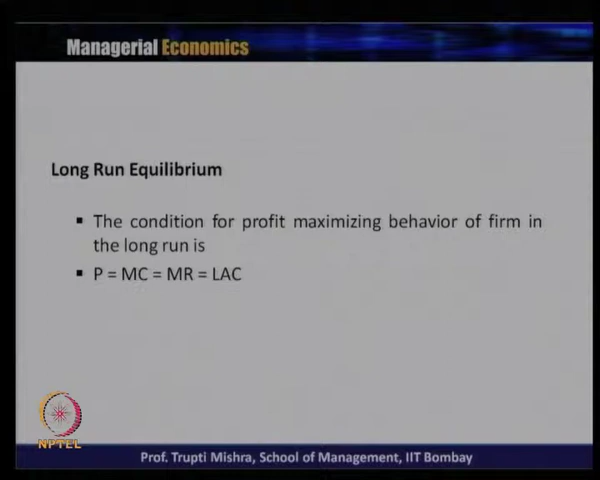 Managerial Economics
Long Run Equilibrium
▪ The condition for profit maximizing behavior of firm in
the long run is
▪ P = MC = MR = LAC
NPTEL
Prof. Trupti Mishra, School of Management, IIT Bombay